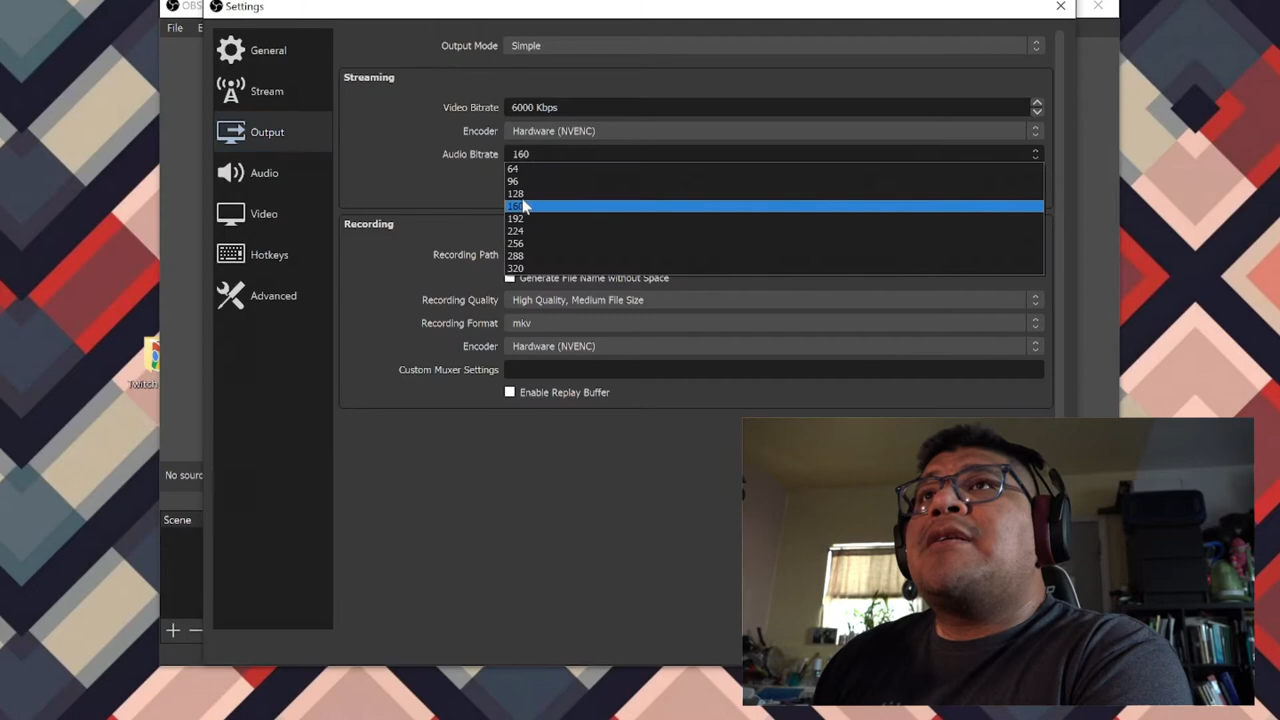 OBS
Settings
File
General
Stream
Output
Audio
Video
Hotkeys
Advanced
Output Mode Simple
Streaming
Video Bitrate 6000 Kbps
Encoder Hardware (NVENC)
Audio Bitrate 160
64
96
128
160
192
224
256
288
320
Recording
Recording Path
Generate File Name without Space
Recording Quality High Quality, Medium File Size
Recording Format mkv
Encoder Hardware (NVENC)
Custom Muxer Settings
Enable Replay Buffer
Twitch
No sourc
Scene